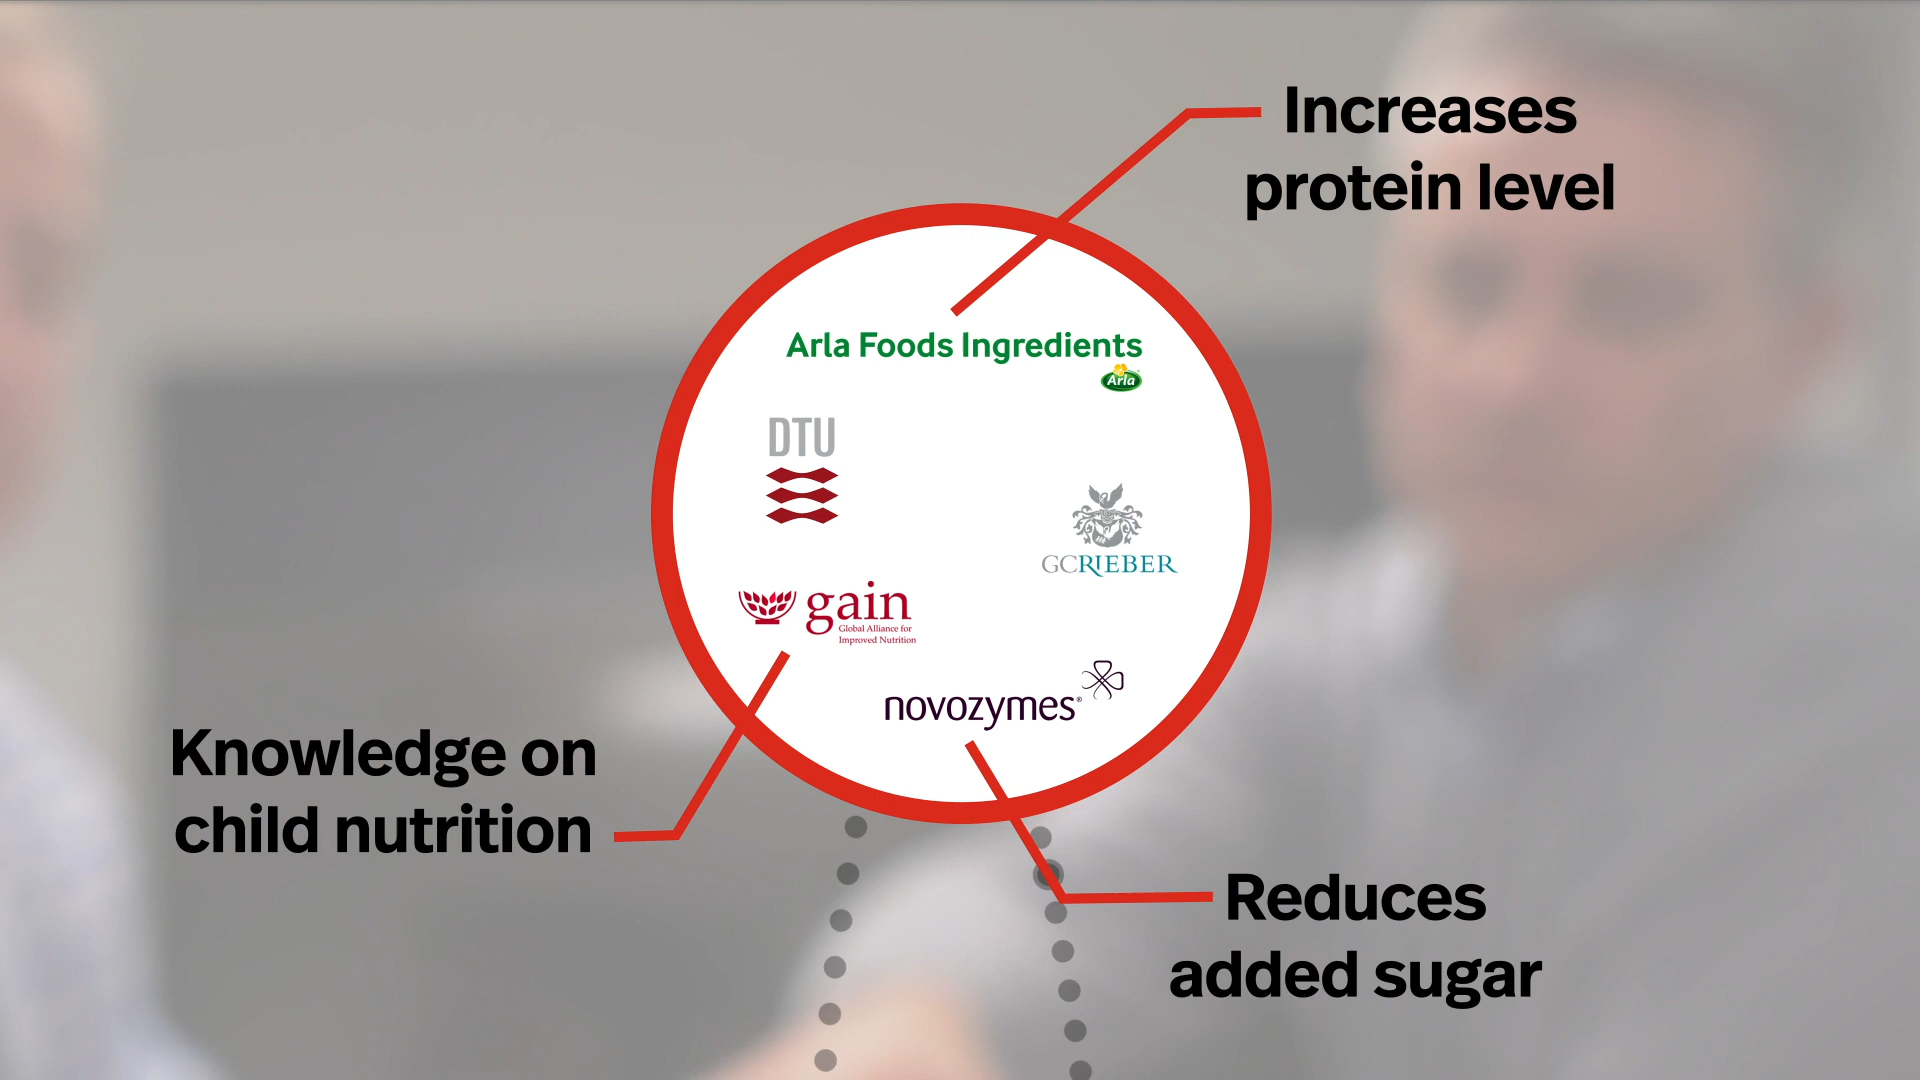 Increases
protein level
Arla Foods Ingredients
Arla
DTU
GCRIEBER
gain
Global Alliance for
Improved Nutrition
novozymes®
Knowledge on
child nutrition
Reduces
added sugar